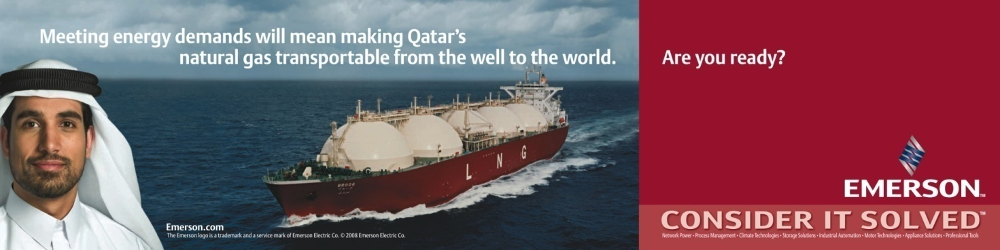 Meeting energy demands will mean making Qatar's
natural gas transportable from the well to the world.
Are you ready?
L N G
BROOG
EMERSON™
CONSIDER IT SOLVED™
Network Power • Process Management • Climate Technologies • Storage Solutions • Industrial Automation • Motor Technologies • Appliance Solutions • Professional Tools
Emerson.com
The Emerson logo is a trademark and a service mark of Emerson Electric Co. © 2008 Emerson Electric Co.